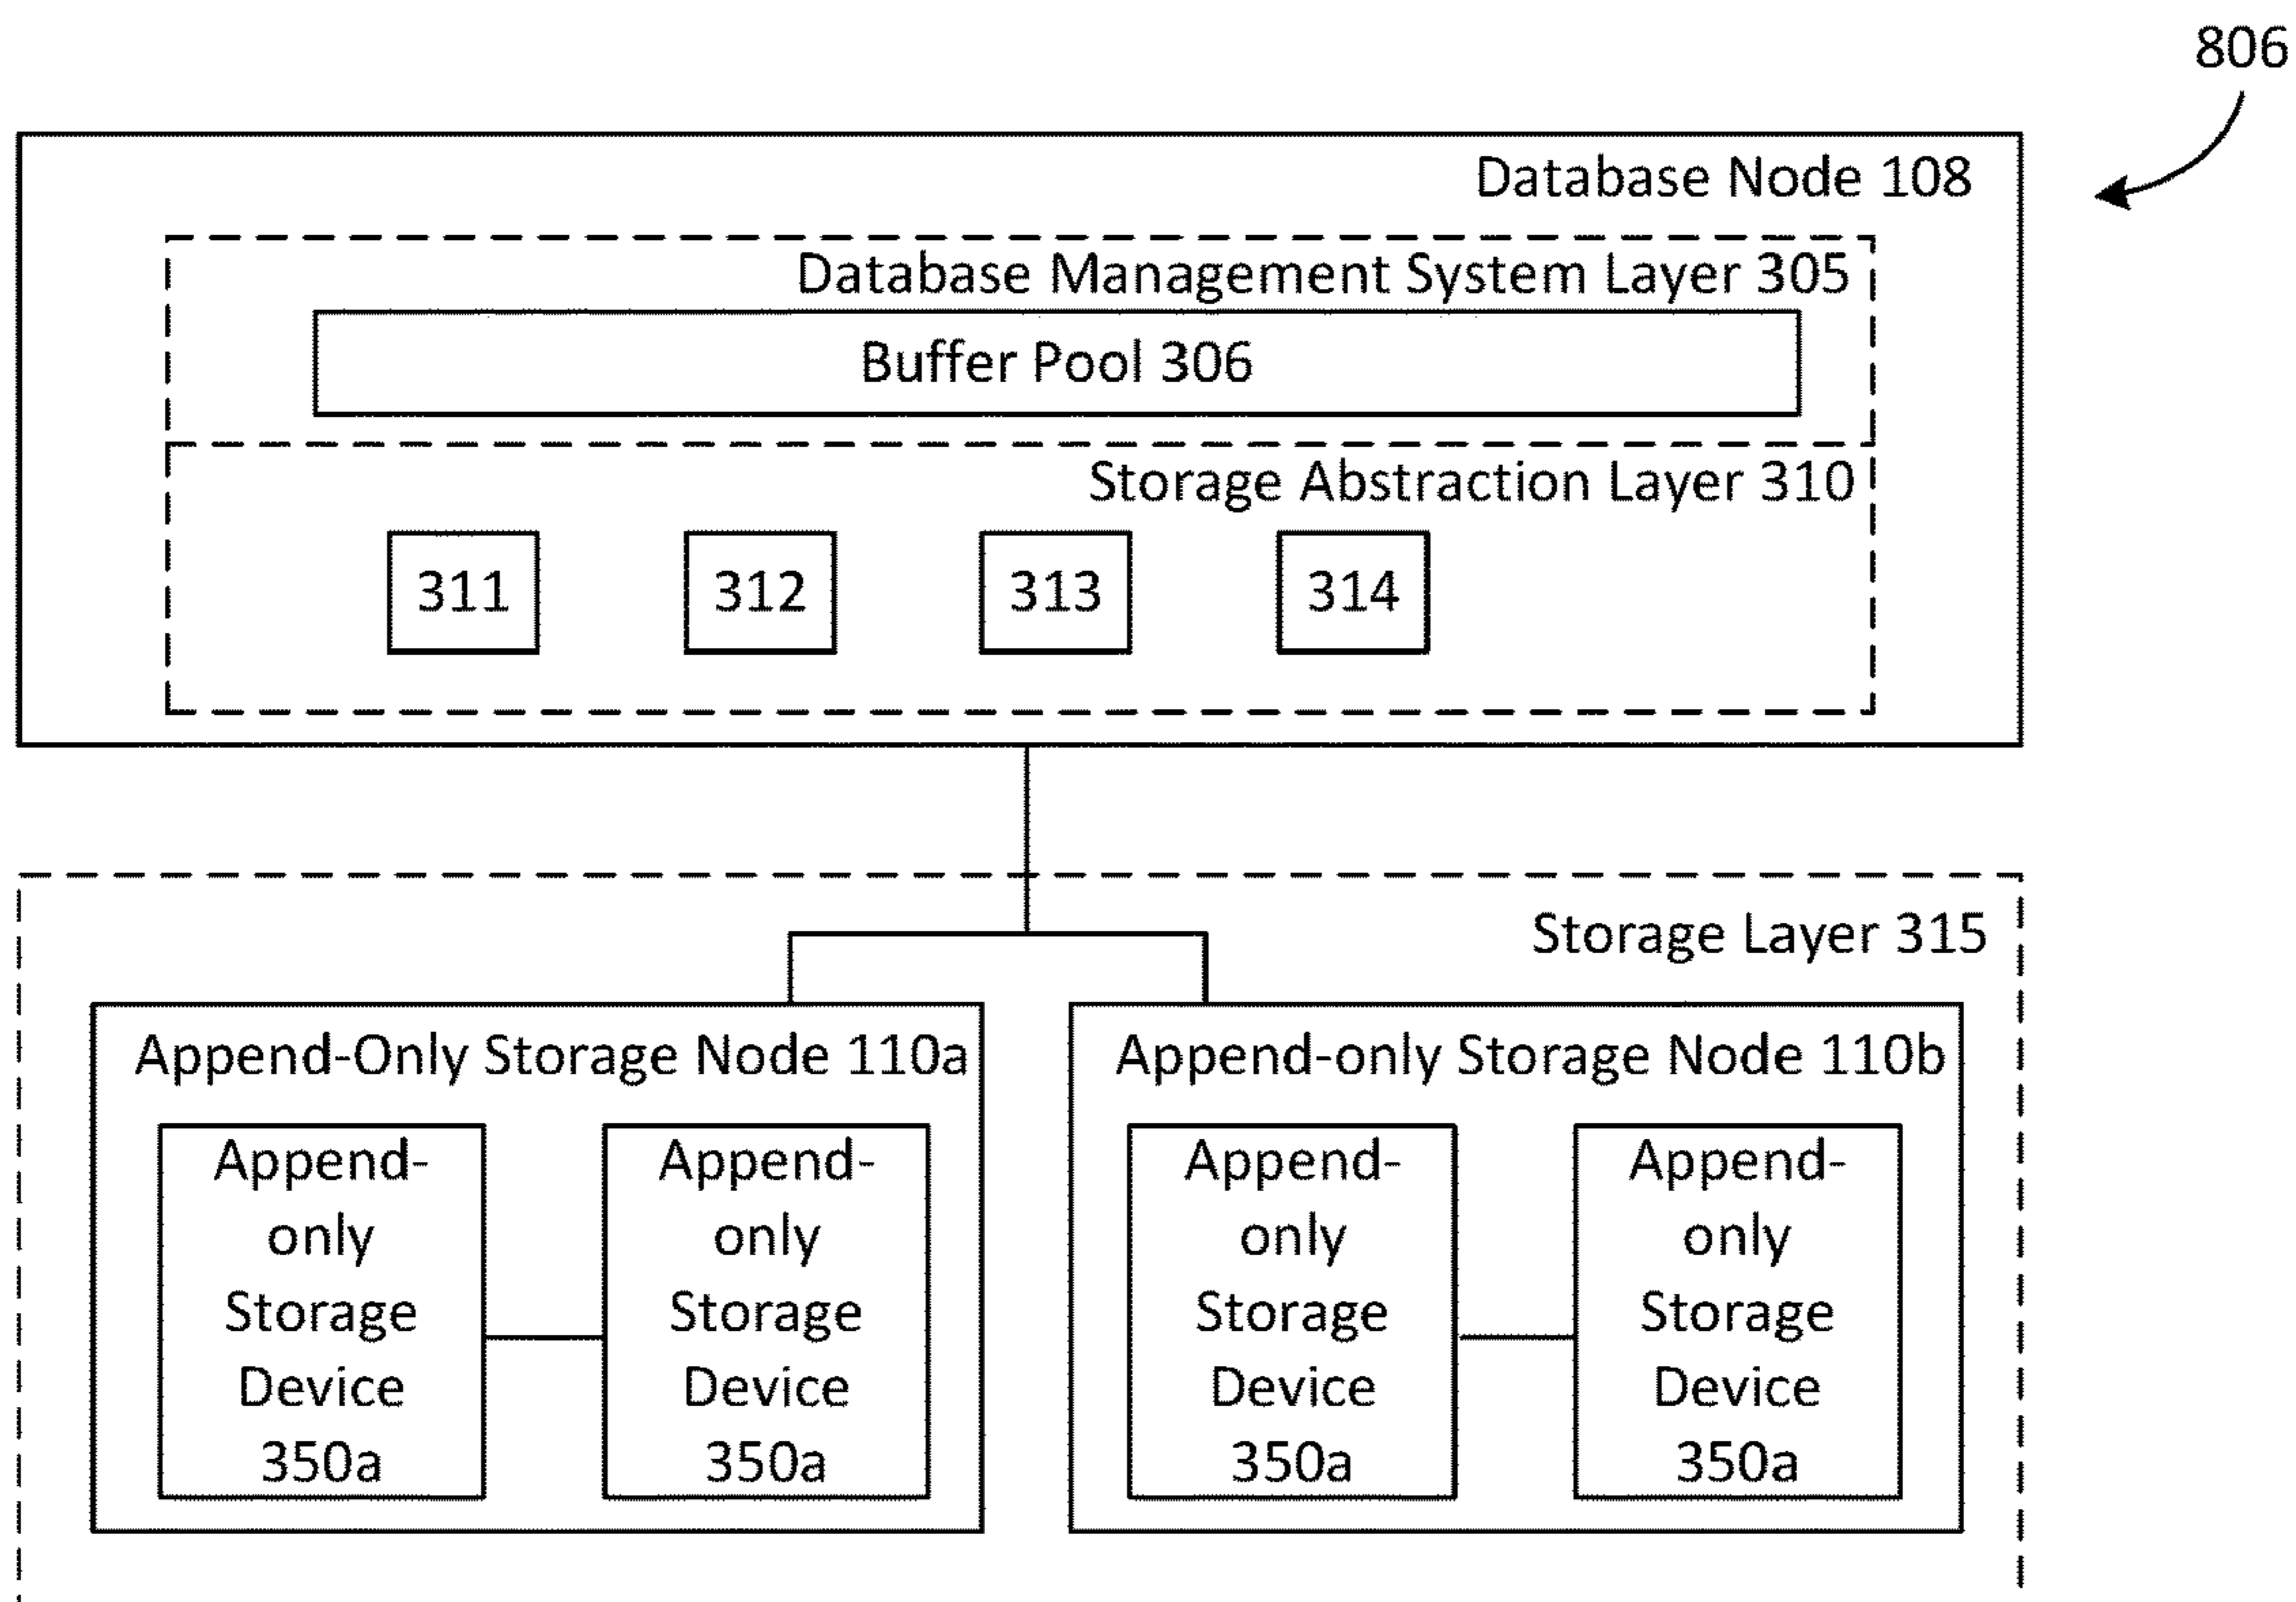 806
Database Node 108
Database Management System Layer 305
Buffer Pool 306
Storage Abstraction Layer 310
311
312
313
314
Storage Layer 315
Append-Only Storage Node 110a
Append-
only
Storage
Device
350a
Append-
only
Storage
Device
350a
Append-only Storage Node 110b
Append-
only
Storage
Device
350a
Append-
only
Storage
Device
350a